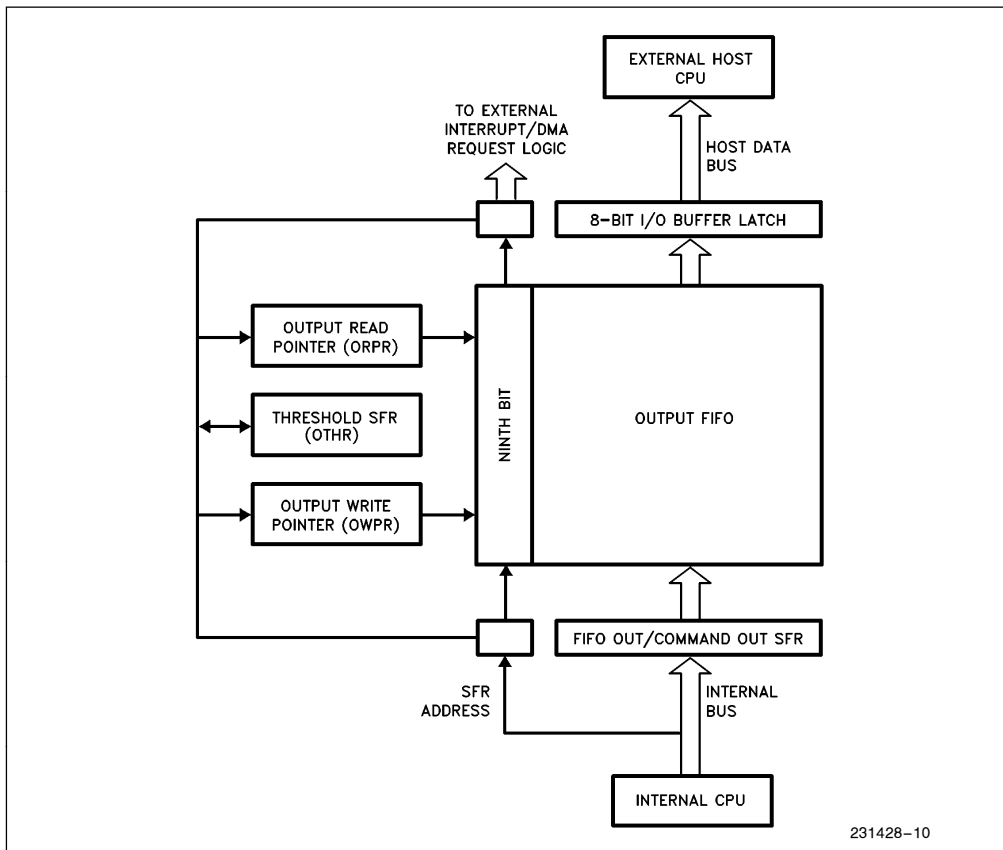 EXTERNAL HOST
CPU
TO EXTERNAL
INTERRUPT/DMA
REQUEST LOGIC
HOST DATA
BUS
8-BIT I/O BUFFER LATCH
OUTPUT READ
POINTER (ORPR)
THRESHOLD SFR
(OTHR)
OUTPUT WRITE
POINTER (OWPR)
NINTH BIT
OUTPUT FIFO
FIFO OUT/COMMAND OUT SFR
SFR
ADDRESS
INTERNAL
BUS
INTERNAL CPU
231428-10